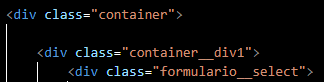 <div class="container">
<div class="container__div1">
<div class="formulario__select">